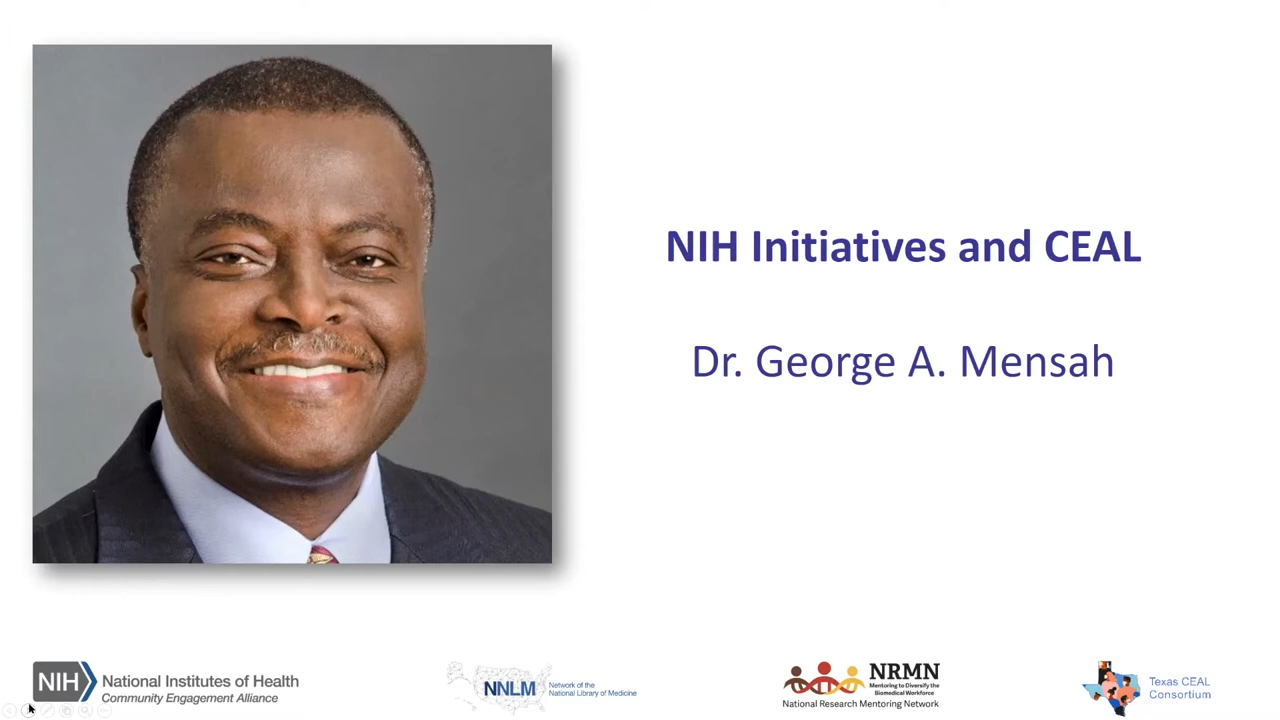 NIH Initiatives and CEAL
Dr. George A. Mensah
NIH
National Institutes of Health
Community Engagement Alliance
NNLM
Network of the
National Library of Medicine
NRMN
Mentoring to Diversify the
Biomedical Workforce
National Research Mentoring Network
Texas CEAL
Consortium